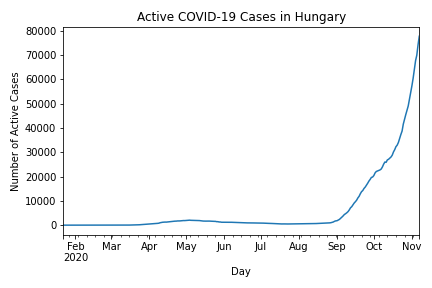 Active COVID-19 Cases in Hungary
Number of Active Cases
80000
70000
60000
50000
40000
30000
20000
10000
0
Feb Mar Apr May Jun Jul Aug Sep Oct Nov
2020
Day